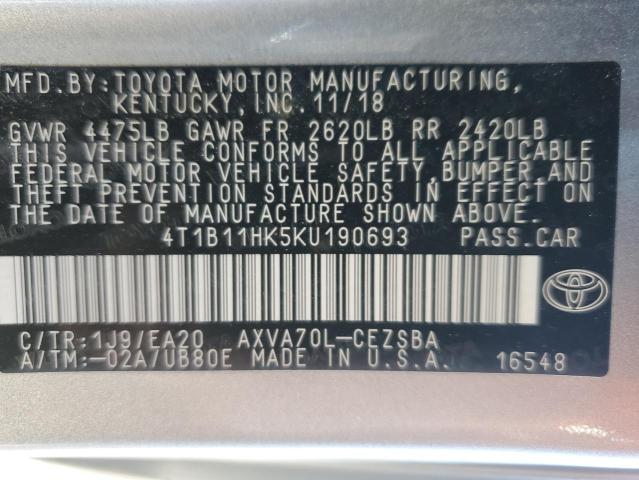 MFD.BY:TOYOTA MOTOR MANUFACTURING,
KENTUCKY,INC.11/18
GVWR 4475LB GAWR FR 2620LB RR 2420LB
THIS VEHICLE CONFORMS TO ALL APPLICABLE
FEDERAL MOTOR VEHICLE SAFETY,BUMPER,AND
THEFT PREVENTION STANDARDS IN EFFECT ON
THE DATE OF MANUFACTURE SHOWN ABOVE.
4T1B11HK5KU190693 PASS.CAR
C/TR:1J9/EA20 AXVA70L-CEZSBA
A/TM:-02A/UB80E MADE IN U.S.A. 16548